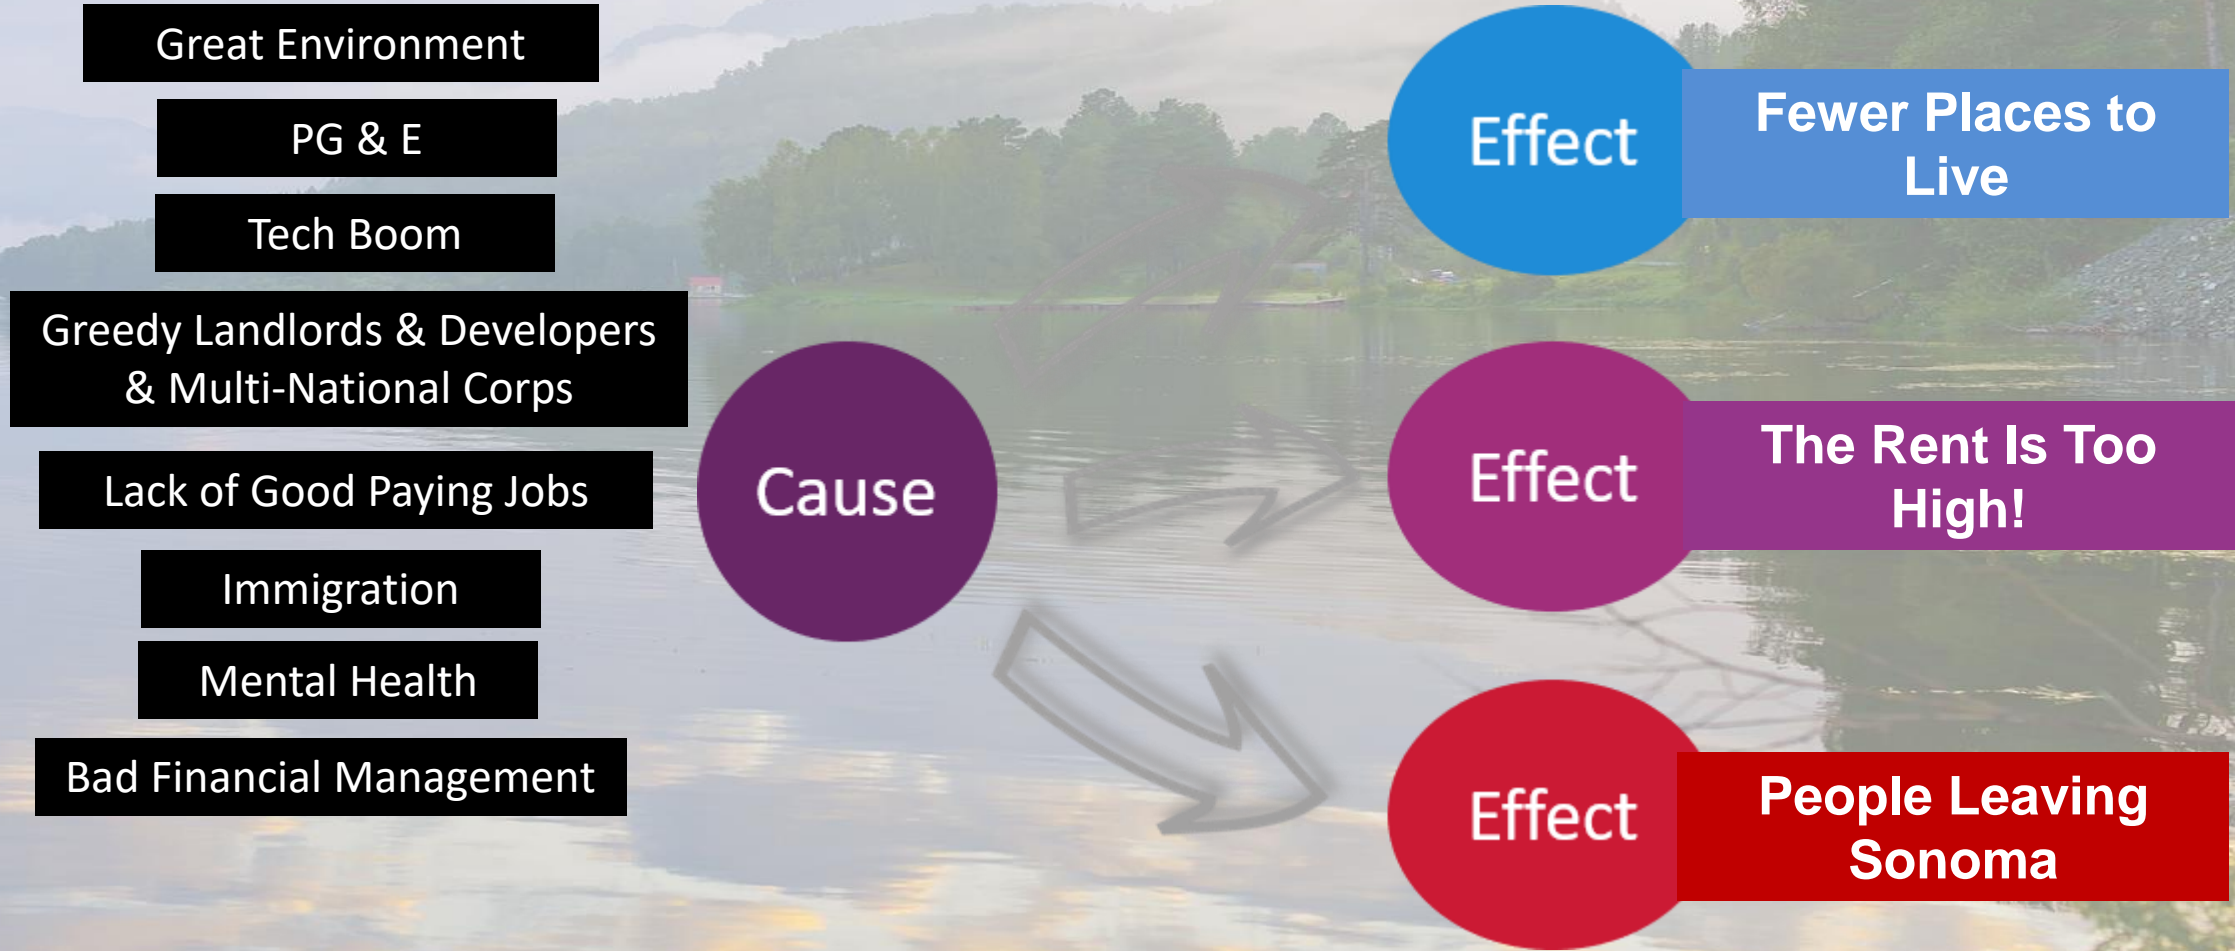 Great Environment
PG & E
Tech Boom
Greedy Landlords & Developers
& Multi-National Corps
Lack of Good Paying Jobs
Immigration
Mental Health
Bad Financial Management
Cause
Effect
Fewer Places to
Live
Effect
The Rent Is Too
High!
Effect
People Leaving
Sonoma